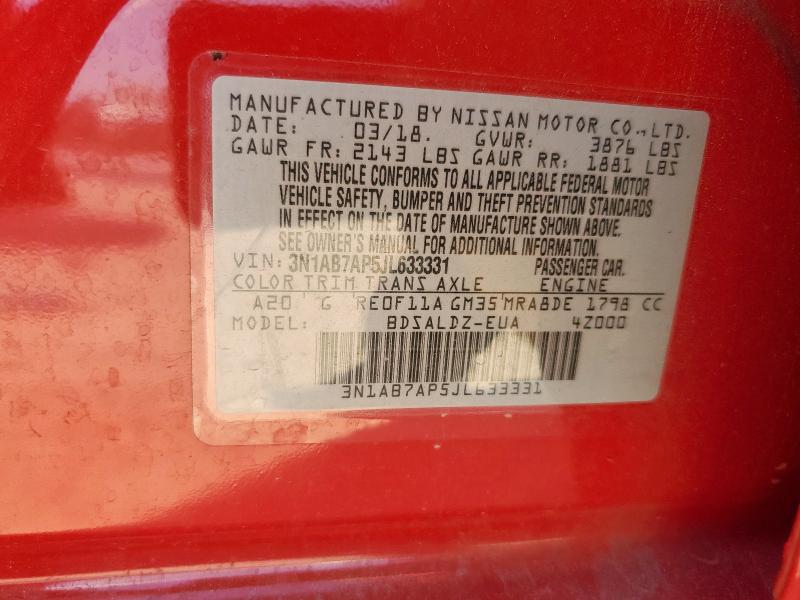 MANUFACTURED BY NISSAN MOTOR CO., LTD.
DATE: 03/18. GVWR: 3876 LBS
GAWR FR: 2143 LBS GAWR RR: 1881 LBS
THIS VEHICLE CONFORMS TO ALL APPLICABLE FEDERAL MOTOR
VEHICLE SAFETY, BUMPER AND THEFT PREVENTION STANDARDS
IN EFFECT ON THE DATE OF MANUFACTURE SHOWN ABOVE.
SEE OWNER'S MANUAL FOR ADDITIONAL INFORMATION.
VIN: 3N1AB7AP5JL633331 PASSENGER CAR.
COLOR TRIM TRANS AXLE ENGINE
A20 G RE0F11A GM35 MRA8DE 1798 CC
MODEL: BDSALDZ-EUA 4Z000
3N1AB7AP5JL633331